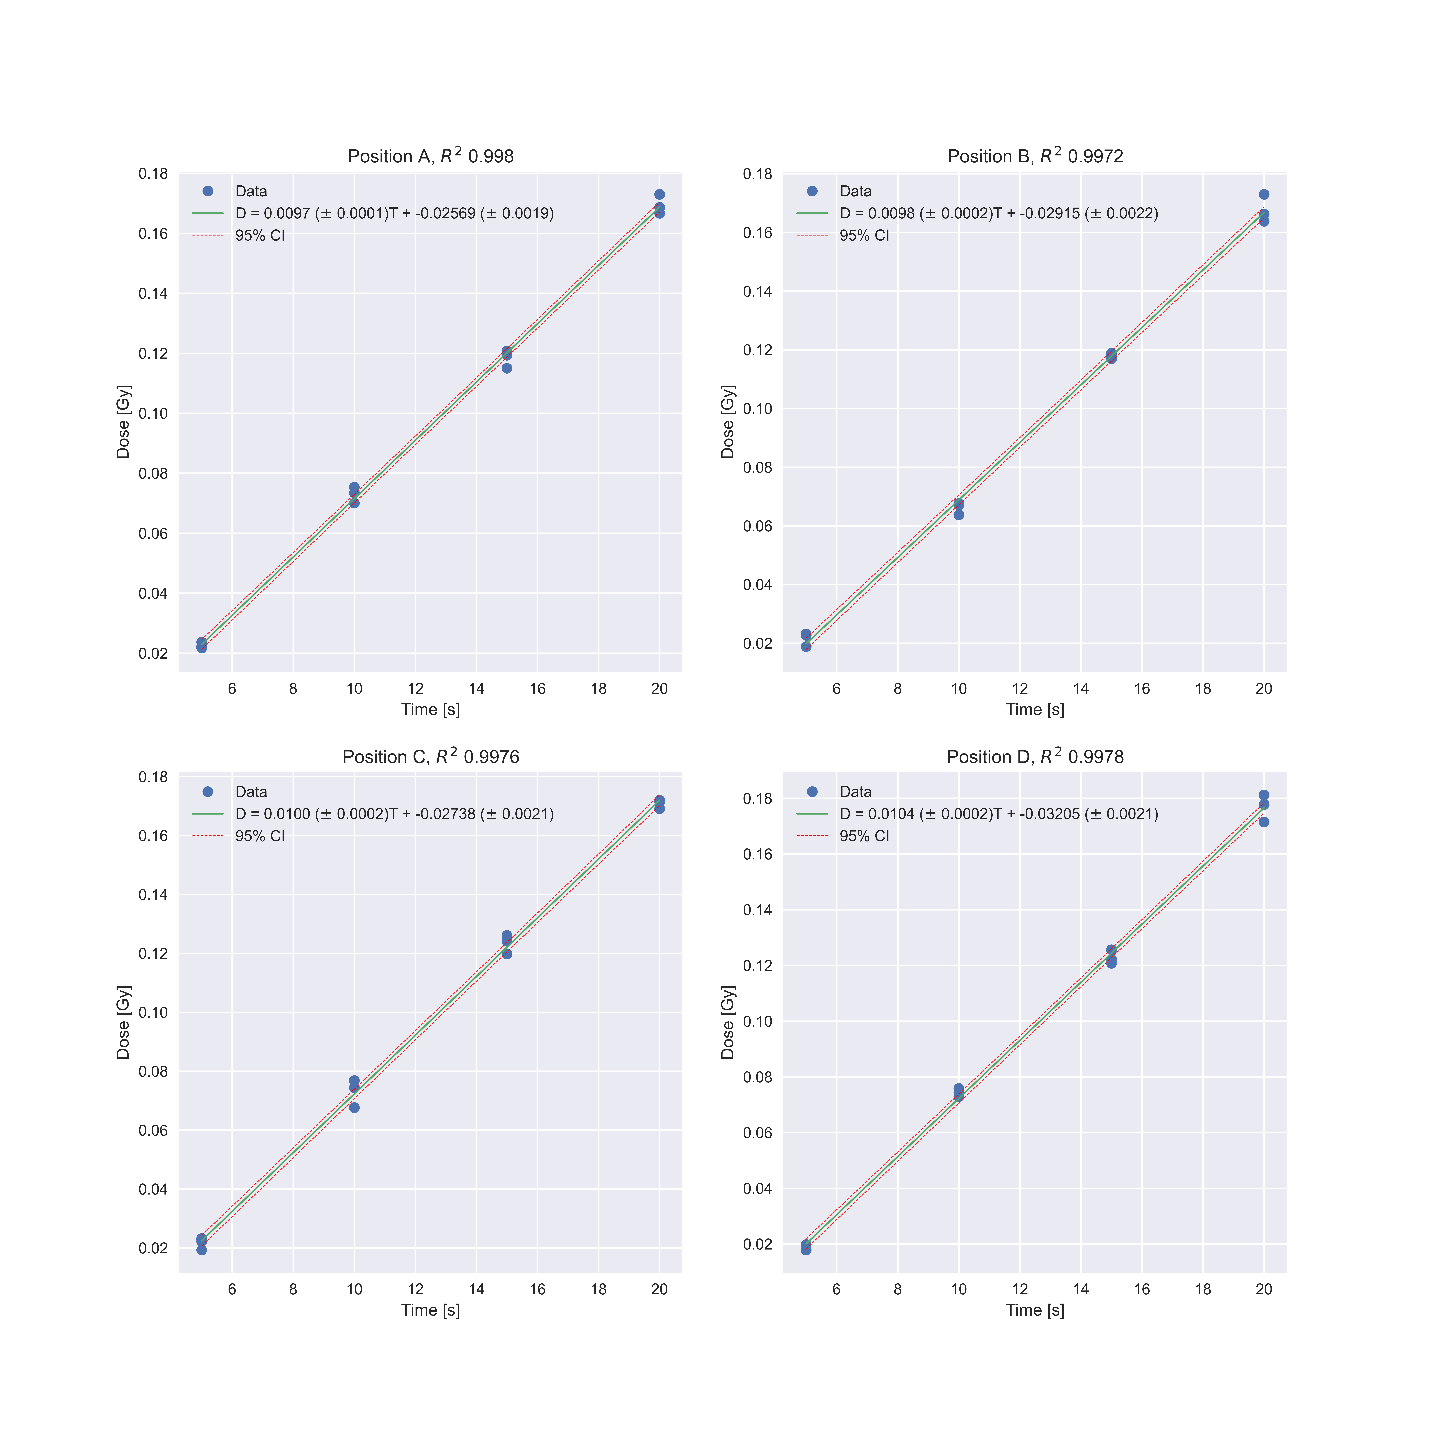 Position A, R² 0.998
Data
D = 0.0097 (± 0.0001)T + -0.02569 (± 0.0019)
95% CI
0.18
0.16
0.14
0.12
0.10
0.08
0.06
0.04
0.02
Dose [Gy]
6 8 10 12 14 16 18 20
Time [s]
Position B, R² 0.9972
Data
D = 0.0098 (± 0.0002)T + -0.02915 (± 0.0022)
95% CI
0.18
0.16
0.14
0.12
0.10
0.08
0.06
0.04
0.02
Dose [Gy]
6 8 10 12 14 16 18 20
Time [s]
Position C, R² 0.9976
Data
D = 0.0100 (± 0.0002)T + -0.02738 (± 0.0021)
95% CI
0.18
0.16
0.14
0.12
0.10
0.08
0.06
0.04
0.02
Dose [Gy]
6 8 10 12 14 16 18 20
Time [s]
Position D, R² 0.9978
Data
D = 0.0104 (± 0.0002)T + -0.03205 (± 0.0021)
95% CI
0.18
0.16
0.14
0.12
0.10
0.08
0.06
0.04
0.02
Dose [Gy]
6 8 10 12 14 16 18 20
Time [s]